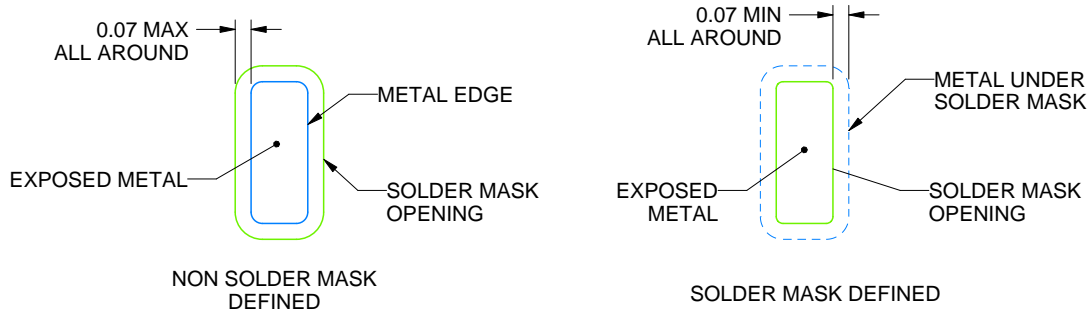 0.07 MAX
ALL AROUND
METAL EDGE
EXPOSED METAL
SOLDER MASK
OPENING
NON SOLDER MASK
DEFINED
0.07 MIN
ALL AROUND
METAL UNDER
SOLDER MASK
EXPOSED
METAL
SOLDER MASK
OPENING
SOLDER MASK DEFINED